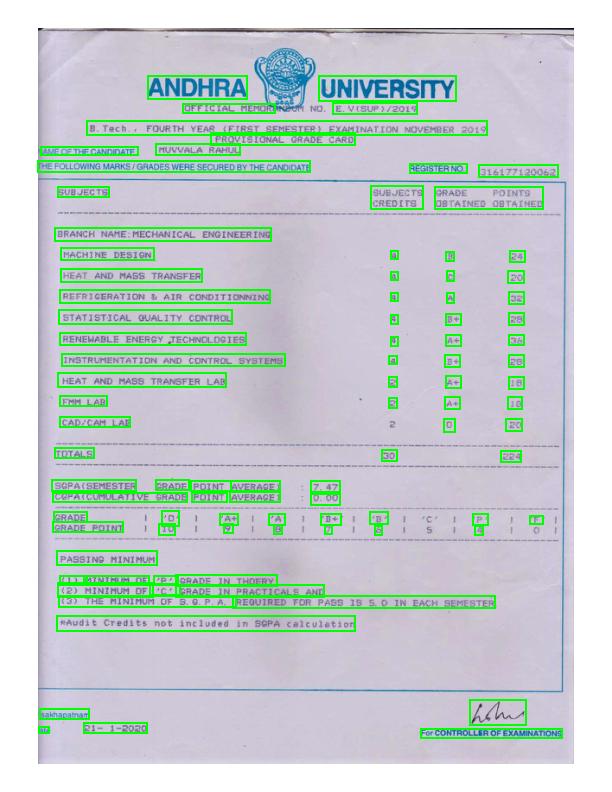 ANDHRA UNIVERSITY
OFFICIAL MEMORANDUM NO. E.V(SUP)/2019
B.Tech., FOURTH YEAR (FIRST SEMESTER) EXAMINATION NOVEMBER 2019
PROVISIONAL GRADE CARD
NAME OF THE CANDIDATE MUVVALA RAHUL
THE FOLLOWING MARKS / GRADES WERE SECURED BY THE CANDIDATE REGISTER NO. 316177120062
SUBJECTS SUBJECTS GRADE POINTS
CREDITS OBTAINED OBTAINED
BRANCH NAME:MECHANICAL ENGINEERING
MACHINE DESIGN 4 B 24
HEAT AND MASS TRANSFER 4 C 20
REFRIGERATION & AIR CONDITIONNING 4 A 32
STATISTICAL QUALITY CONTROL 4 B+ 28
RENEWABLE ENERGY TECHNOLOGIES 4 A+ 36
INSTRUMENTATION AND CONTROL SYSTEMS 4 B+ 28
HEAT AND MASS TRANSFER LAB 2 A+ 18
FMM LAB 2 A+ 18
CAD/CAM LAB 2 O 20
TOTALS 30 224
SGPA(SEMESTER GRADE POINT AVERAGE) : 7.47
CGPA(CUMULATIVE GRADE POINT AVERAGE) : 0.00
GRADE | 'O' | 'A+ | 'A | 'B+' | 'B' | 'C' | 'P' | F |
GRADE POINT | 10 | 9 | 8 | 7 | 6 | 5 | 4 | 0 |
PASSING MINIMUM
(1) MINIMUM OF 'P' GRADE IN THOERY
(2) MINIMUM OF 'C' GRADE IN PRACTICALS AND
(3) THE MINIMUM OF S.G.P.A. REQUIRED FOR PASS IS 5.0 IN EACH SEMESTER
*Audit Credits not included in SGPA calculation
sakhapatnam
21- 1-2020
For CONTROLLER OF EXAMINATIONS